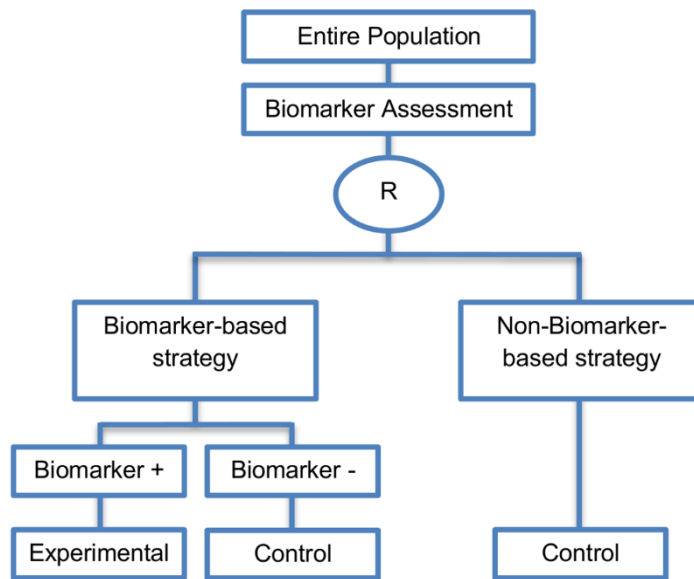 Entire Population
Biomarker Assessment
R
Biomarker-based
strategy
Non-Biomarker-
based strategy
Biomarker +
Biomarker -
Experimental
Control
Control